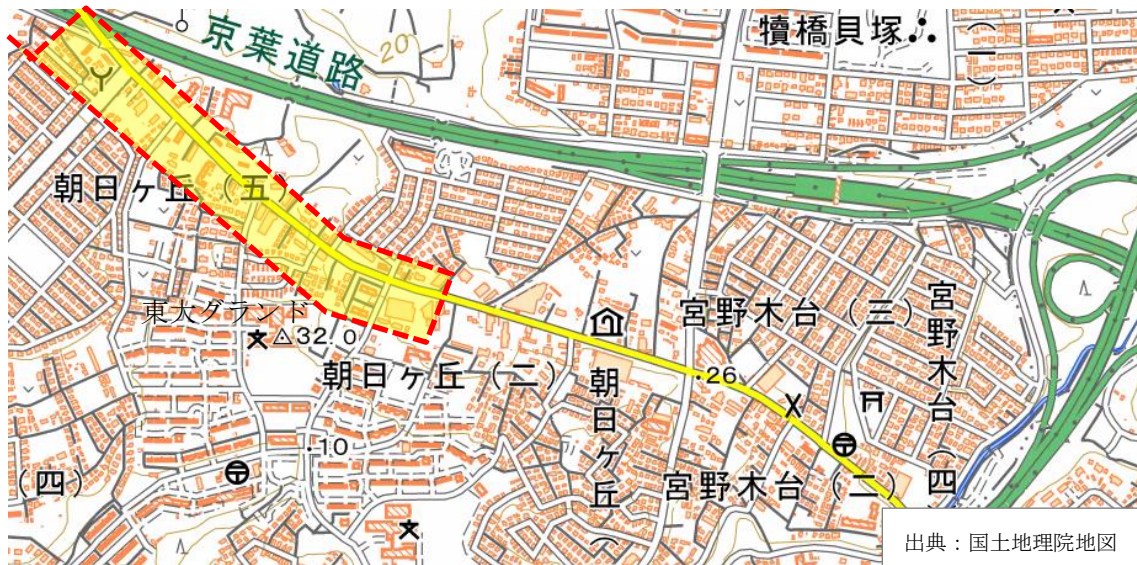 京葉道路
20
犢橋貝塚
(一)
朝日ヶ丘(五)
東大グランド
32.0
朝日ヶ丘(二)
宮野木台(三)
宮野木台(四)
26
朝日ヶ丘(
10
宮野木台(二)
(四)
出典：国土地理院地図